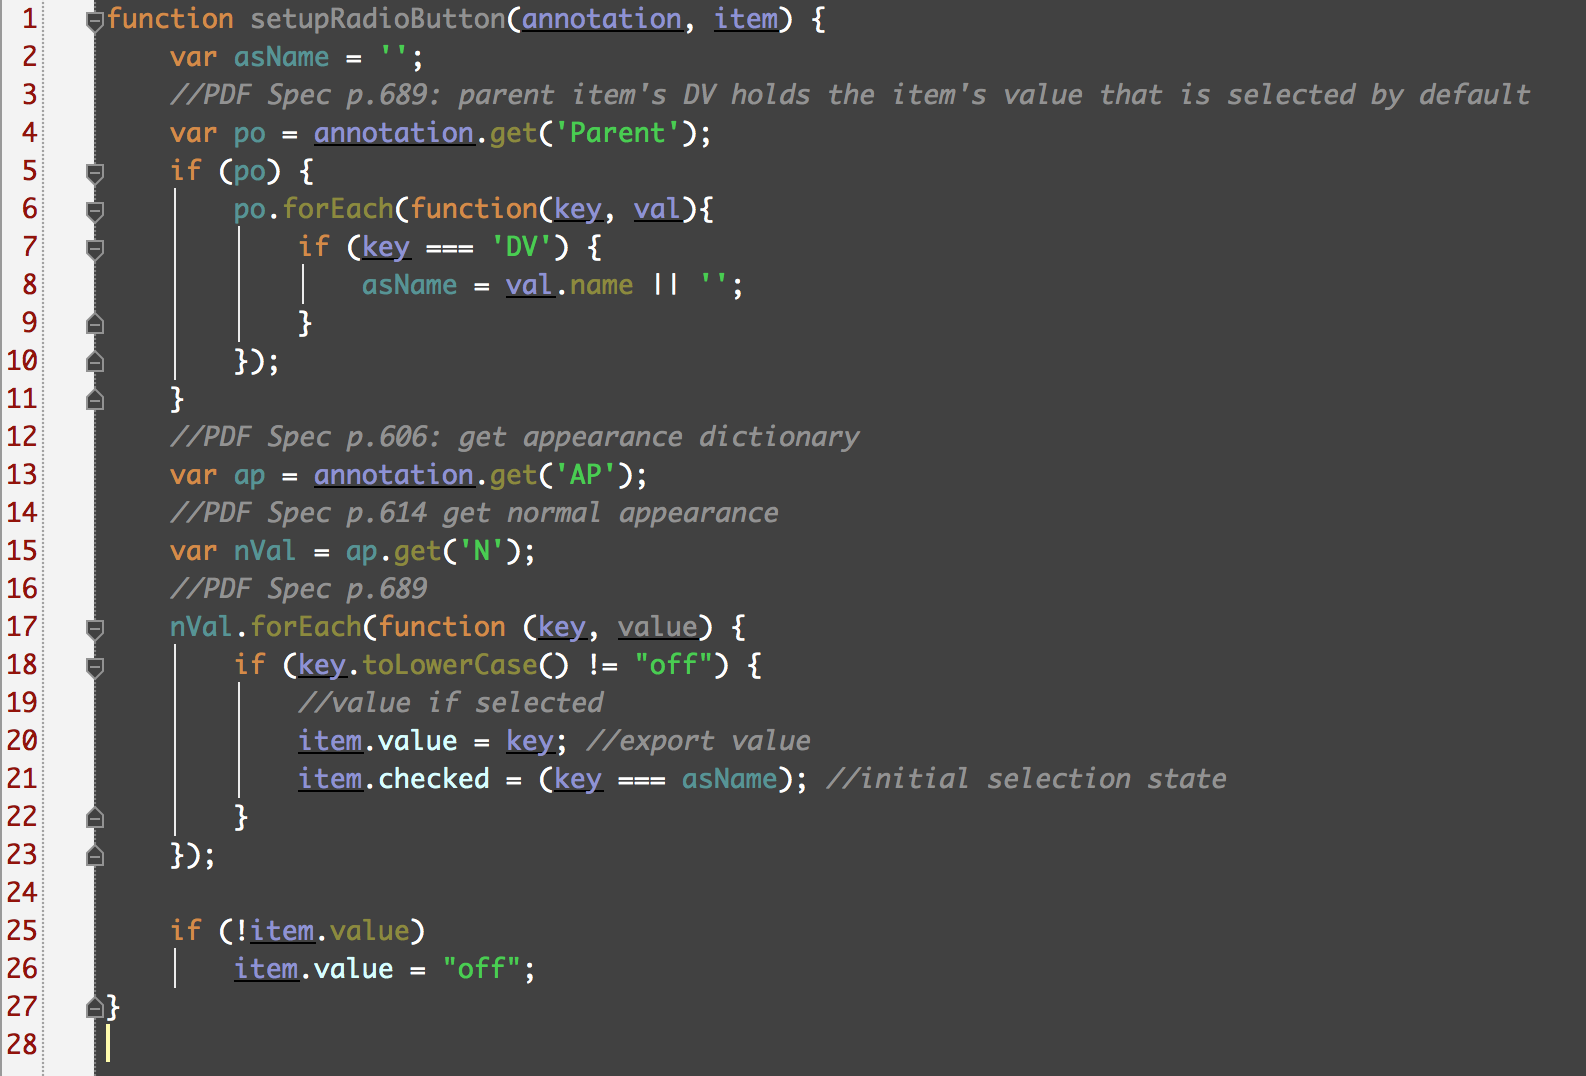 1 function setupRadioButton(annotation, item) {
2     var asName = '';
3     //PDF Spec p.689: parent item's DV holds the item's value that is selected by default
4     var po = annotation.get('Parent');
5     if (po) {
6         po.forEach(function(key, val){
7             if (key === 'DV') {
8                 asName = val.name || '';
9             }
10         });
11     }
12     //PDF Spec p.606: get appearance dictionary
13     var ap = annotation.get('AP');
14     //PDF Spec p.614 get normal appearance
15     var nVal = ap.get('N');
16     //PDF Spec p.689
17     nVal.forEach(function (key, value) {
18         if (key.toLowerCase() != "off") {
19             //value if selected
20             item.value = key; //export value
21             item.checked = (key === asName); //initial selection state
22         }
23     });
24
25     if (!item.value)
26         item.value = "off";
27 }
28